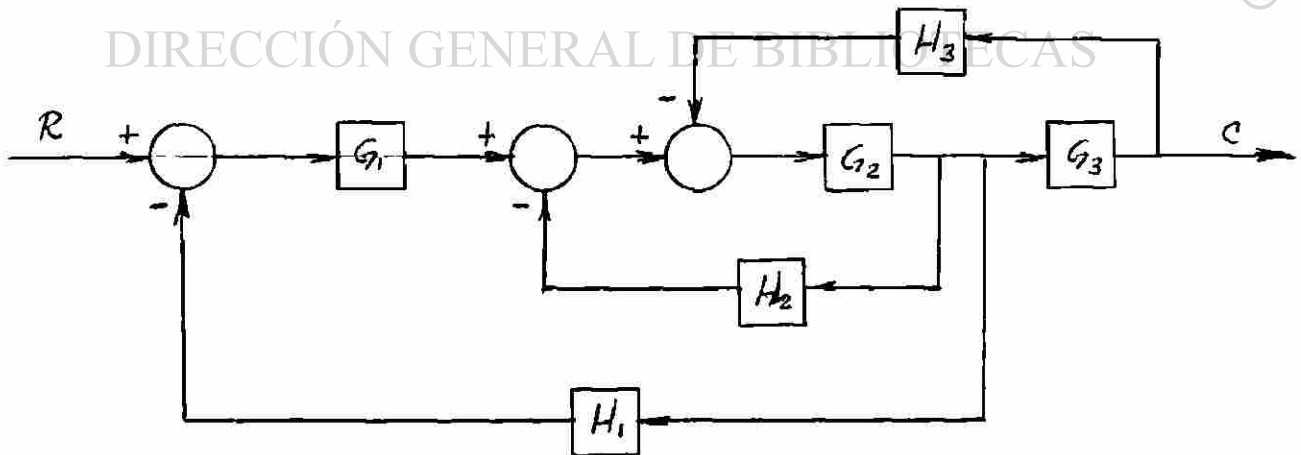 H₃
DIRECCIÓN GENERAL DE BIBLIOTECAS
R + G₁ + + - G₂ G₃ C
- -
H₂
H₁